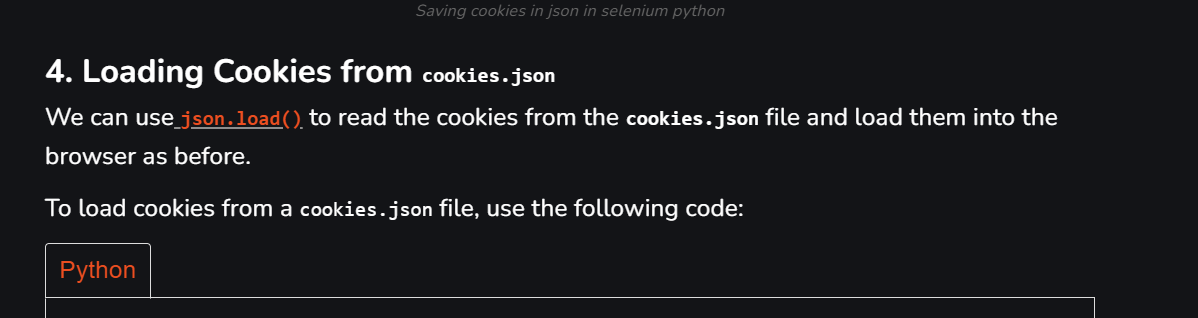 Saving cookies in json in selenium python
4. Loading Cookies from cookies.json
We can use json.load() to read the cookies from the cookies.json file and load them into the
browser as before.
To load cookies from a cookies.json file, use the following code:
Python